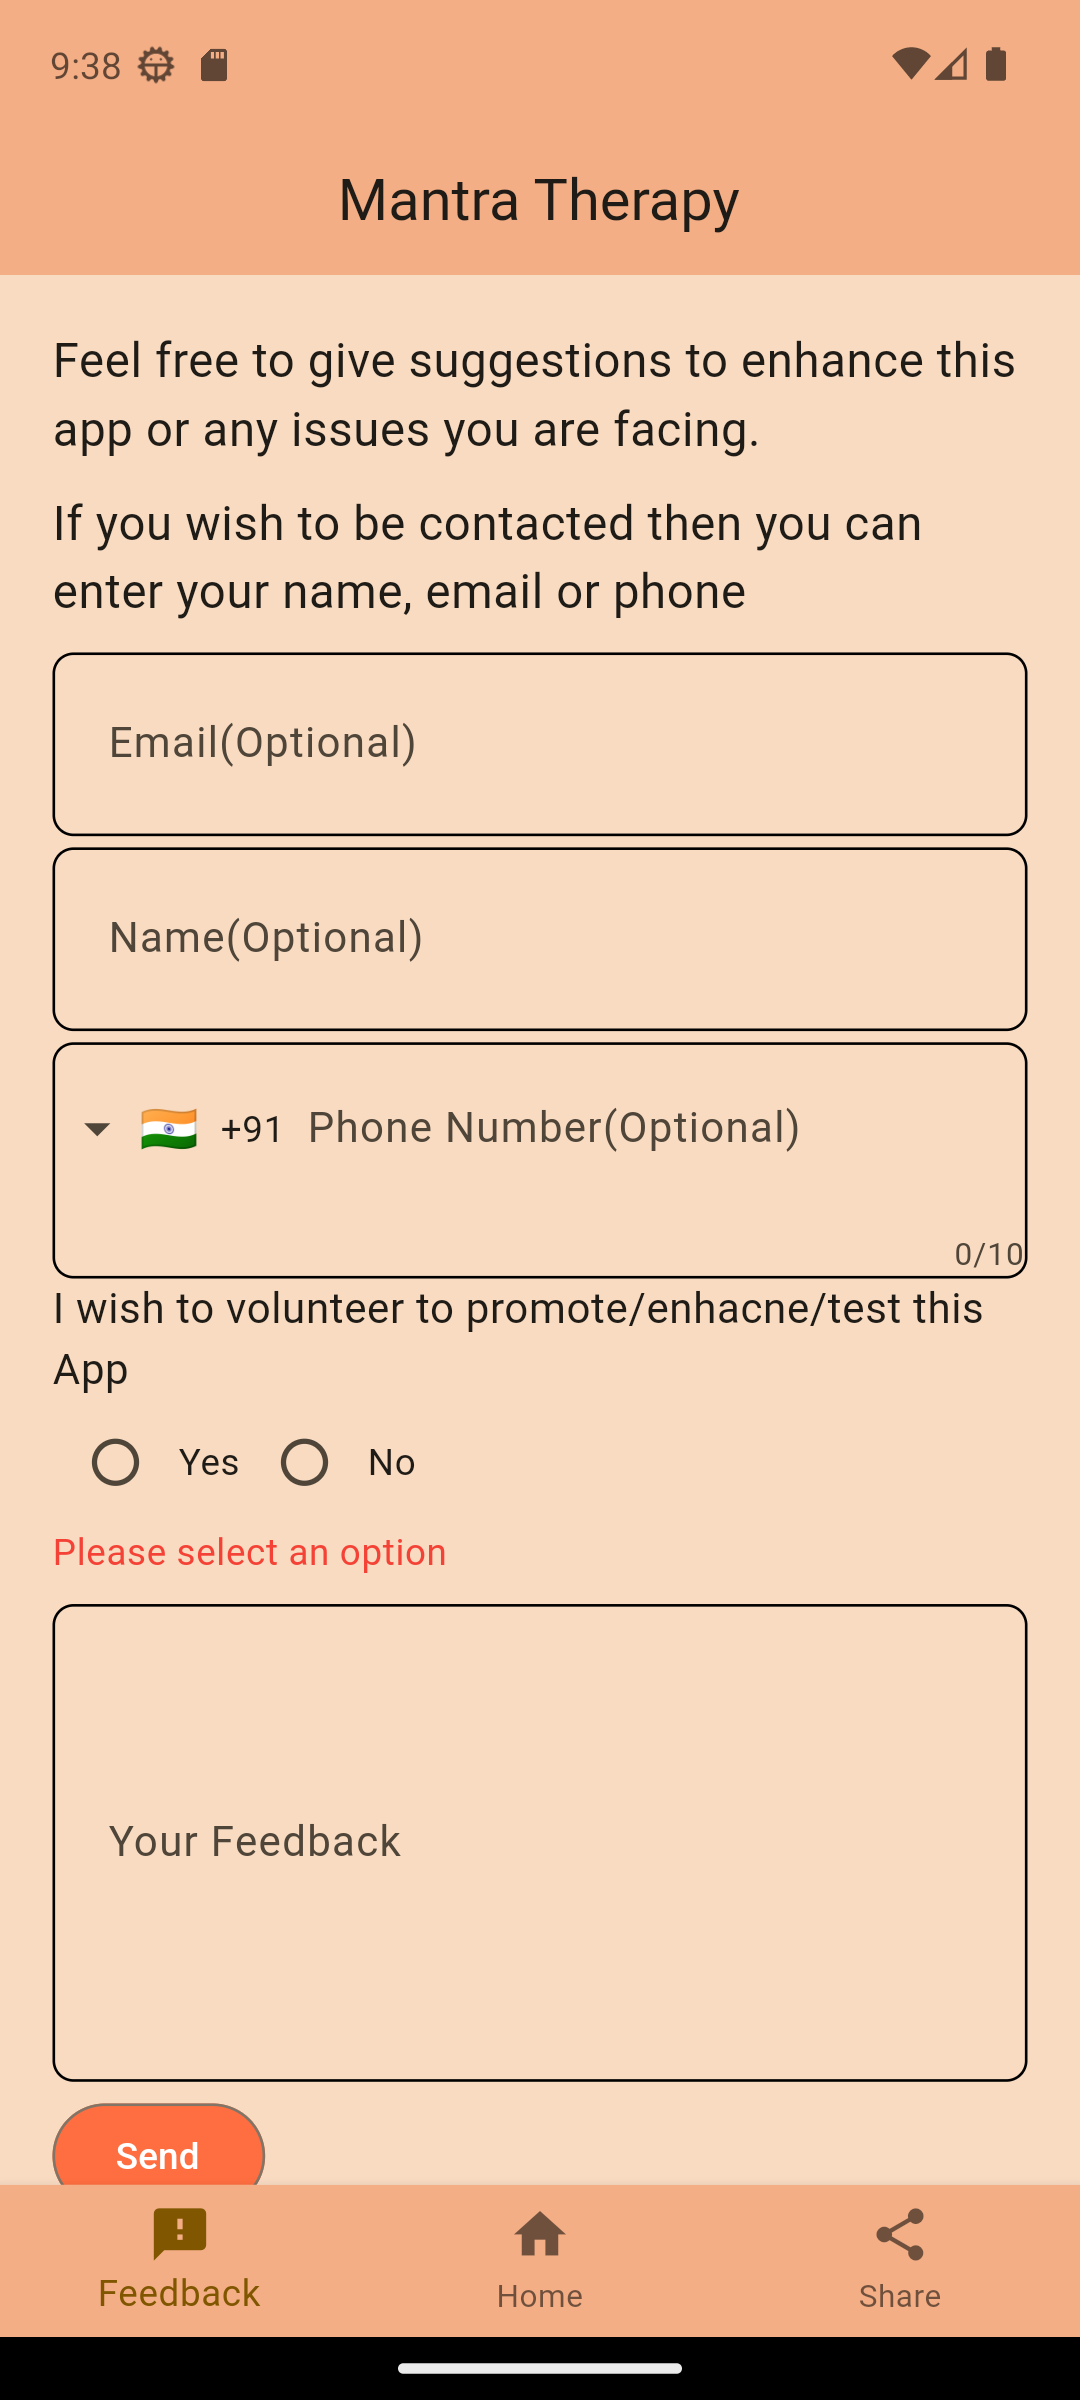 9:38
Mantra Therapy
Feel free to give suggestions to enhance this
app or any issues you are facing.
If you wish to be contacted then you can
enter your name, email or phone
Email(Optional)
Name(Optional)
+91 Phone Number(Optional)
0/10
I wish to volunteer to promote/enhacne/test this
App
Yes No
Please select an option
Your Feedback
Send
Feedback Home Share